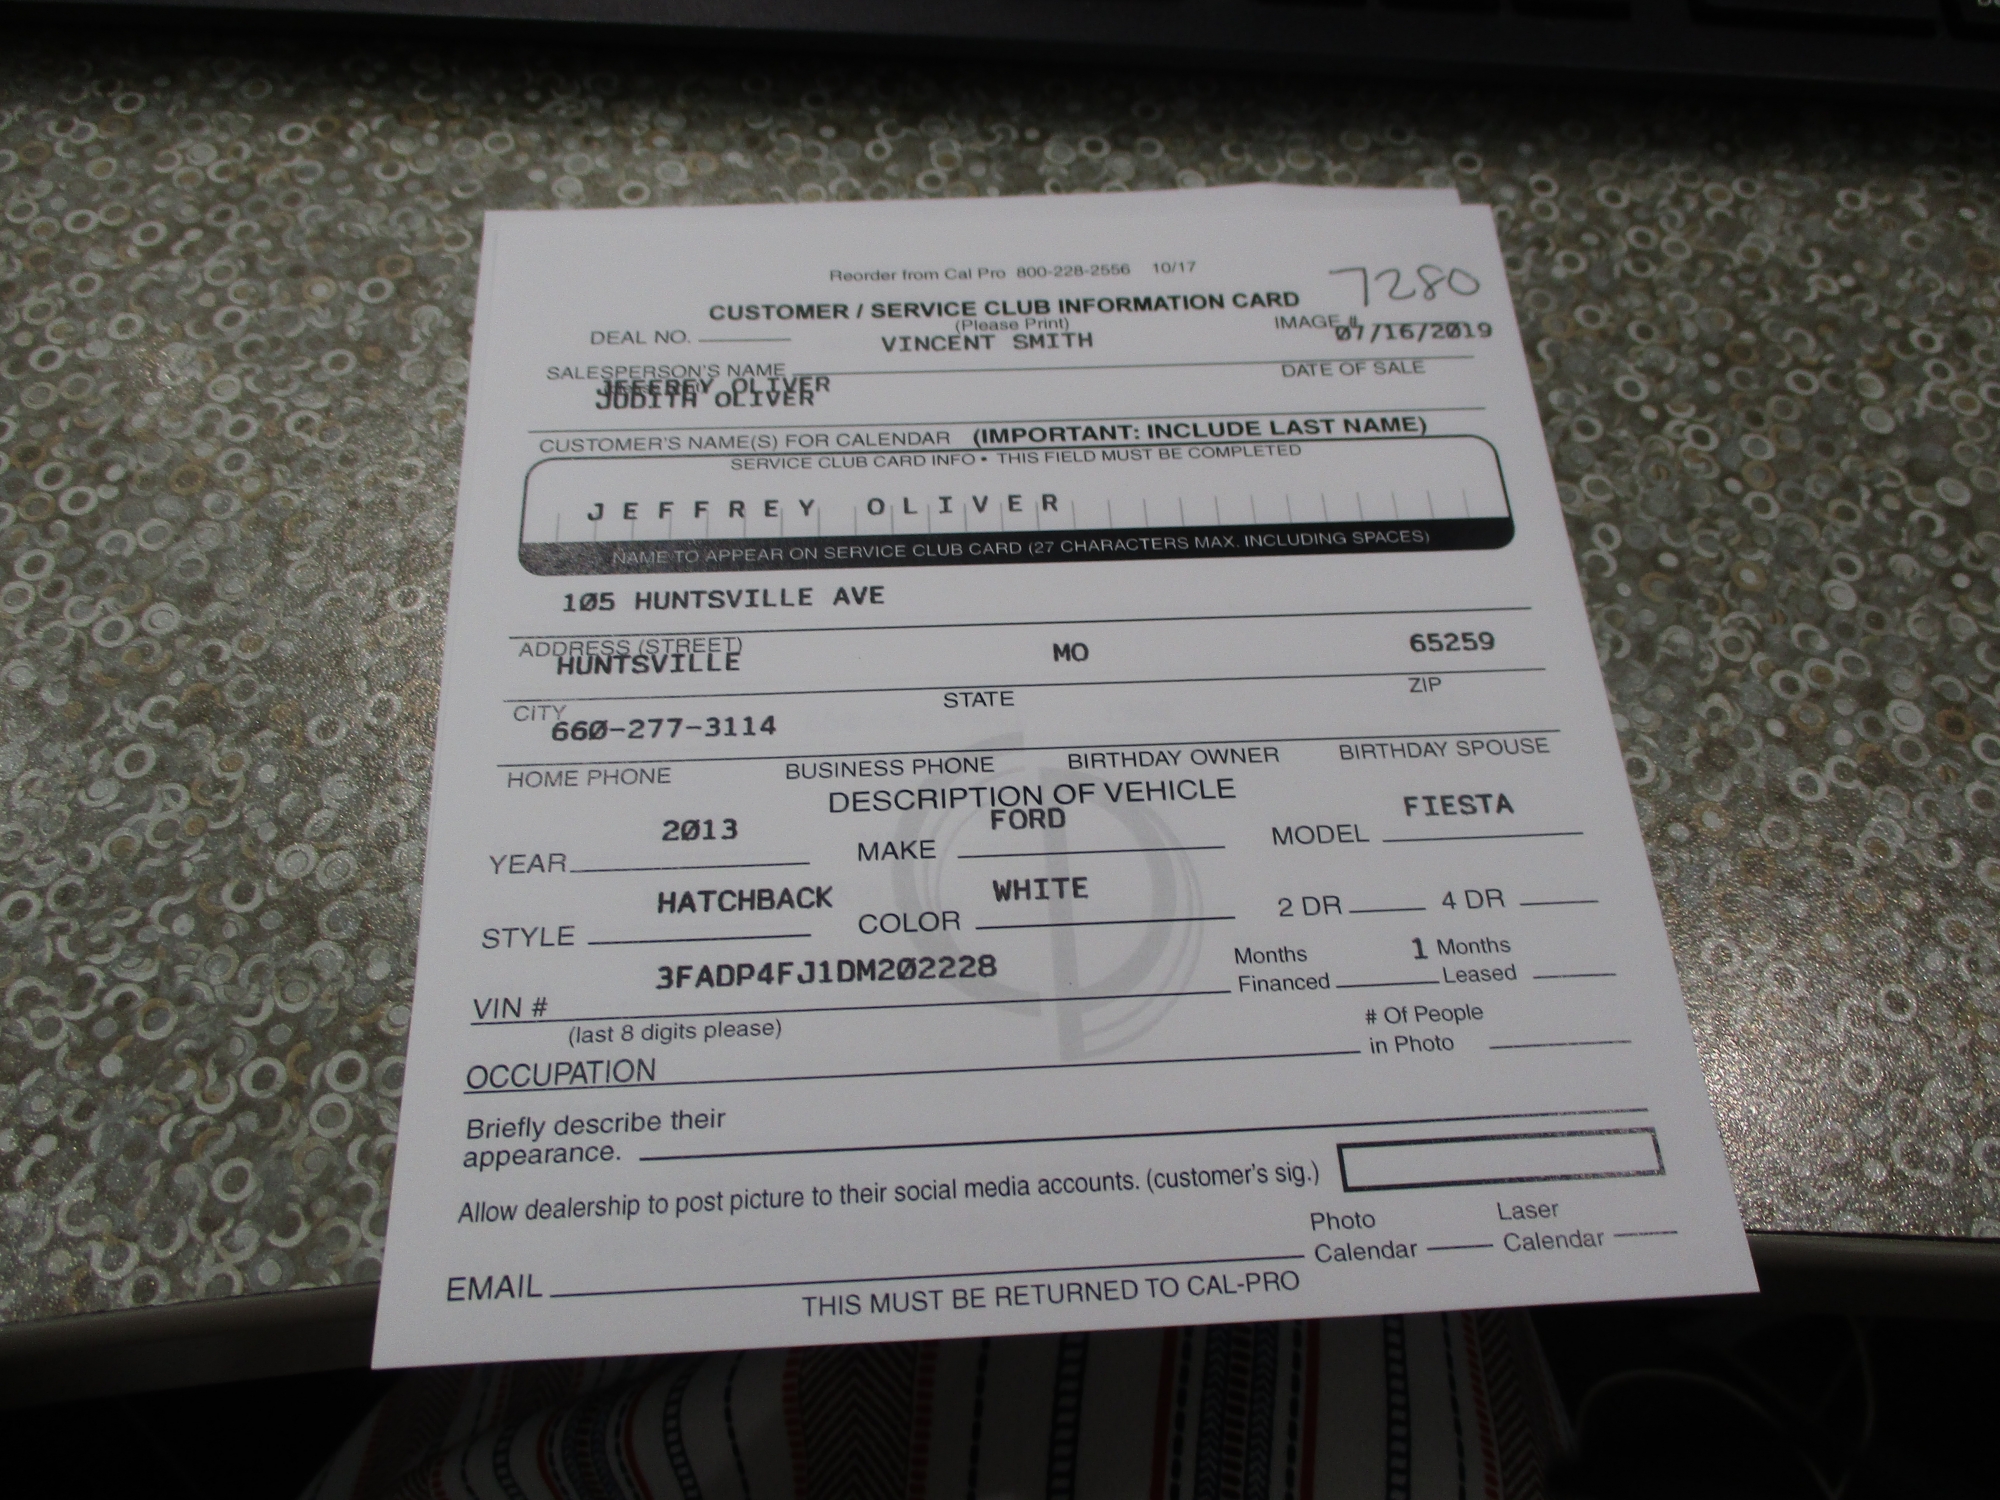 Reorder from Cal Pro 800-228-2556 10/17
7280
CUSTOMER / SERVICE CLUB INFORMATION CARD
(Please Print)
DEAL NO. IMAGE #
VINCENT SMITH 07/16/2019
SALESPERSON'S NAME DATE OF SALE
JEFFREY OLIVER
JUDITH OLIVER
CUSTOMER'S NAME(S) FOR CALENDAR (IMPORTANT: INCLUDE LAST NAME)
SERVICE CLUB CARD INFO • THIS FIELD MUST BE COMPLETED
JEFFREY OLIVER
NAME TO APPEAR ON SERVICE CLUB CARD (27 CHARACTERS MAX. INCLUDING SPACES)
105 HUNTSVILLE AVE
ADDRESS (STREET)
HUNTSVILLE MO 65259
CITY STATE ZIP
660-277-3114
HOME PHONE BUSINESS PHONE BIRTHDAY OWNER BIRTHDAY SPOUSE
DESCRIPTION OF VEHICLE
2013 FORD FIESTA
YEAR MAKE MODEL
HATCHBACK WHITE
STYLE COLOR 2 DR 4 DR
3FADP4FJ1DM202228 Months 1 Months
VIN # Financed Leased
(last 8 digits please) # Of People
OCCUPATION in Photo
Briefly describe their
appearance.
Allow dealership to post picture to their social media accounts. (customer's sig.)
Photo Laser
EMAIL Calendar Calendar
THIS MUST BE RETURNED TO CAL-PRO